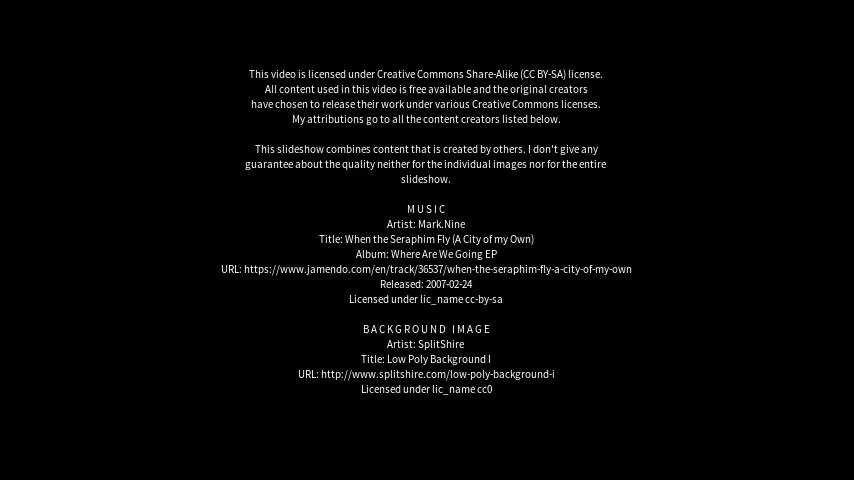 This video is licensed under Creative Commons Share-Alike (CC BY-SA) license.
All content used in this video is free available and the original creators
have chosen to release their work under various Creative Commons licenses.
My attributions go to all the content creators listed below.
This slideshow combines content that is created by others. I don't give any
guarantee about the quality neither for the individual images nor for the entire
slideshow.
MUSIC
Artist: Mark.Nine
Title: When the Seraphim Fly (A City of my Own)
Album: Where Are We Going EP
URL: https://www.jamendo.com/en/track/36537/when-the-seraphim-fly-a-city-of-my-own
Released: 2007-02-24
Licensed under lic_name cc-by-sa
BACKGROUND IMAGE
Artist: SplitShire
Title: Low Poly Background I
URL: http://www.splitshire.com/low-poly-background-i
Licensed under lic_name cc0